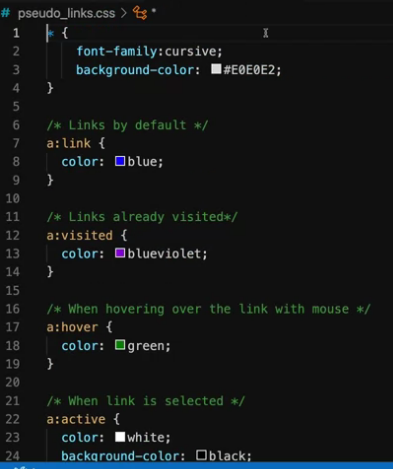 # pseudo_links.css > *
1 * {
2 font-family:cursive;
3 background-color: #E0E0E2;
4 }
5
6 /* Links by default */
7 a:link {
8 color: blue;
9 }
10
11 /* Links already visited*/
12 a:visited {
13 color: blueviolet;
14 }
15
16 /* When hovering over the link with mouse */
17 a:hover {
18 color: green;
19 }
20
21 /* When link is selected */
22 a:active {
23 color: white;
24 background-color: black;